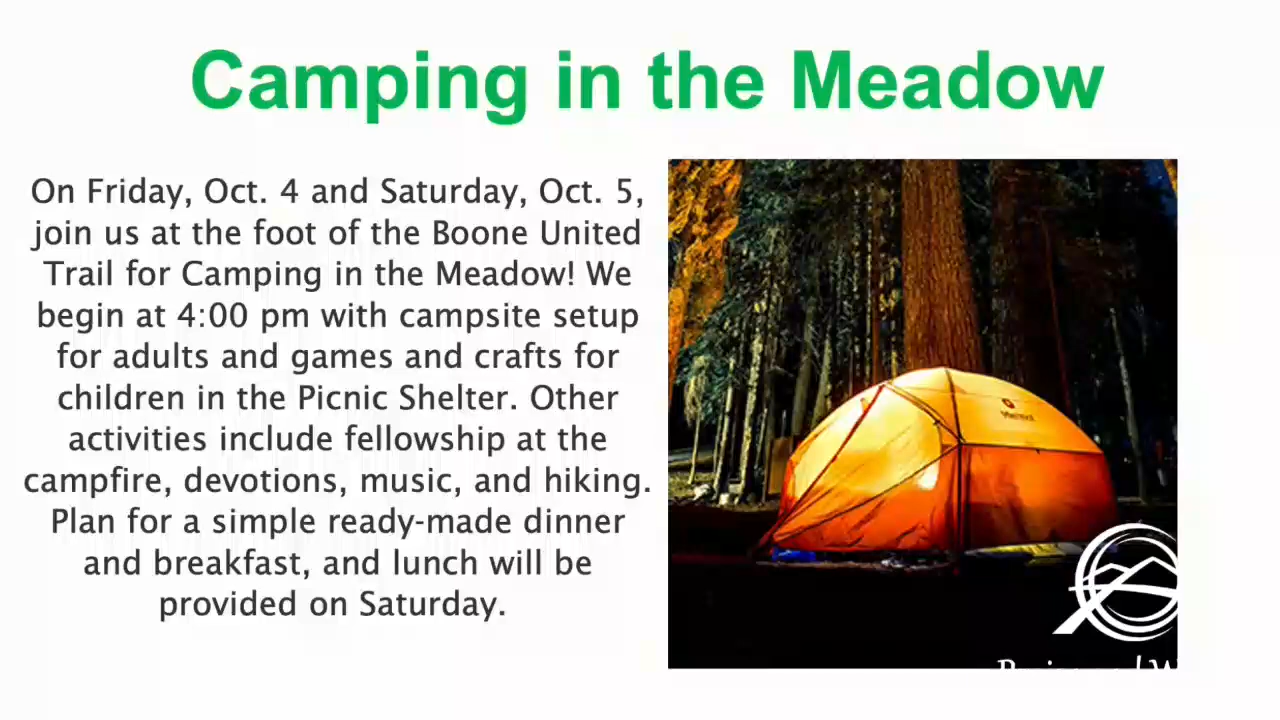 Camping in the Meadow
On Friday, Oct. 4 and Saturday, Oct. 5,
join us at the foot of the Boone United
Trail for Camping in the Meadow! We
begin at 4:00 pm with campsite setup
for adults and games and crafts for
children in the Picnic Shelter. Other
activities include fellowship at the
campfire, devotions, music, and hiking.
Plan for a simple ready-made dinner
and breakfast, and lunch will be
provided on Saturday.